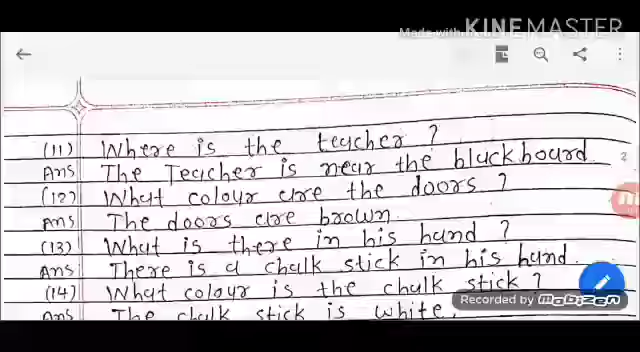 Made with KINEMASTER
(11) Where is the teacher ?
Ans The Teacher is near the blackboard
2
(12) What colour are the doors ?
Ans The doors are brown.
(13) What is there in his hand ?
Ans There is a chalk stick in his hand.
(14) What colour is the chalk stick ?
Ans The chalk stick is white.
Recorded by mobizen